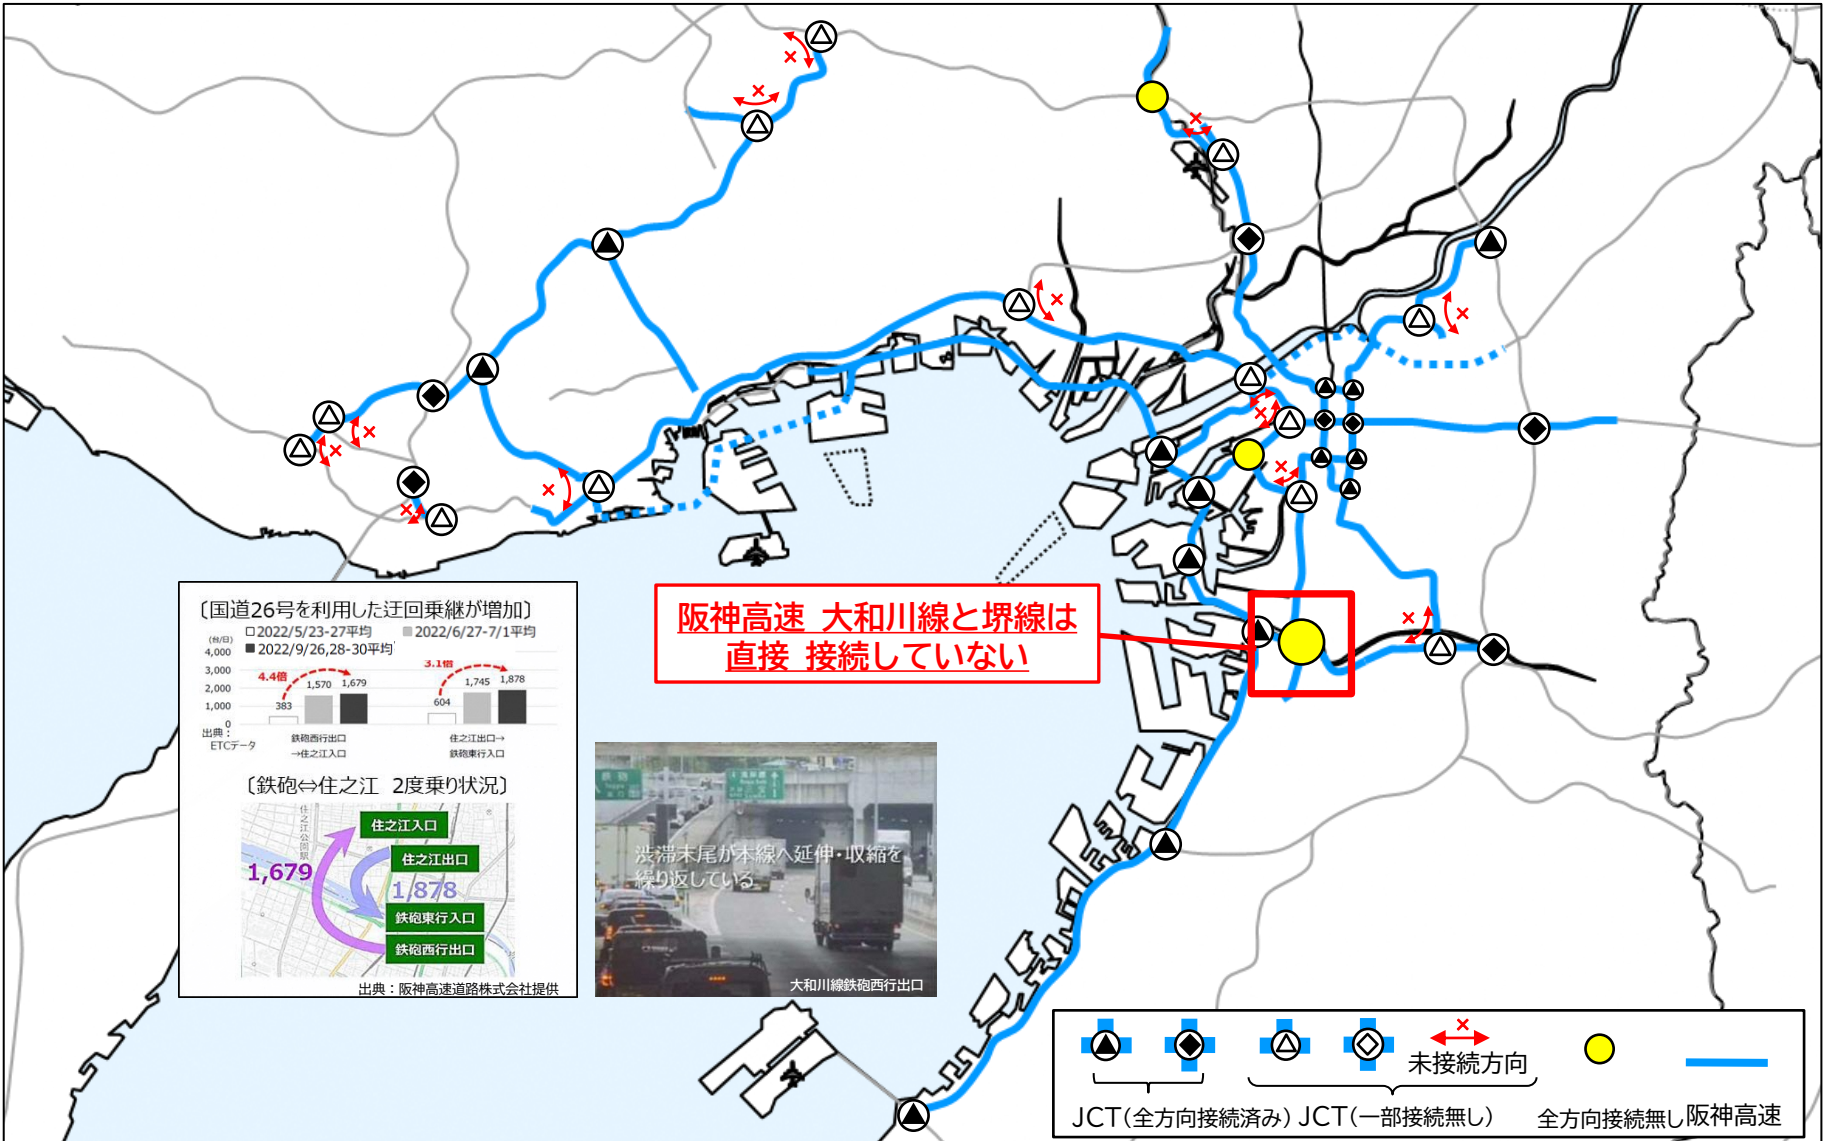 阪神高速 大和川線と堺線は
直接 接続していない
〔国道26号を利用した迂回乗継が増加〕
(台/日)
□2022/5/23-27平均 ■2022/6/27-7/1平均
■2022/9/26,28-30平均
4,000
3,000
2,000
1,000
0
4.4倍
383
1,570
1,679
3.1倍
604
1,745
1,878
鉄砲西行出口
→住之江入口
住之江出口→
鉄砲東行入口
出典：
ETCデータ
〔鉄砲⇔住之江 2度乗り状況〕
住之江公園駅
住之江入口
住之江出口
1,679
1,878
鉄砲東行入口
鉄砲西行出口
出典：阪神高速道路株式会社提供
鉄砲
渋滞末尾が本線へ延伸・収縮を
繰り返している
大和川線鉄砲西行出口
未接続方向
JCT（全方向接続済み）
JCT（一部接続無し）
全方向接続無し
阪神高速